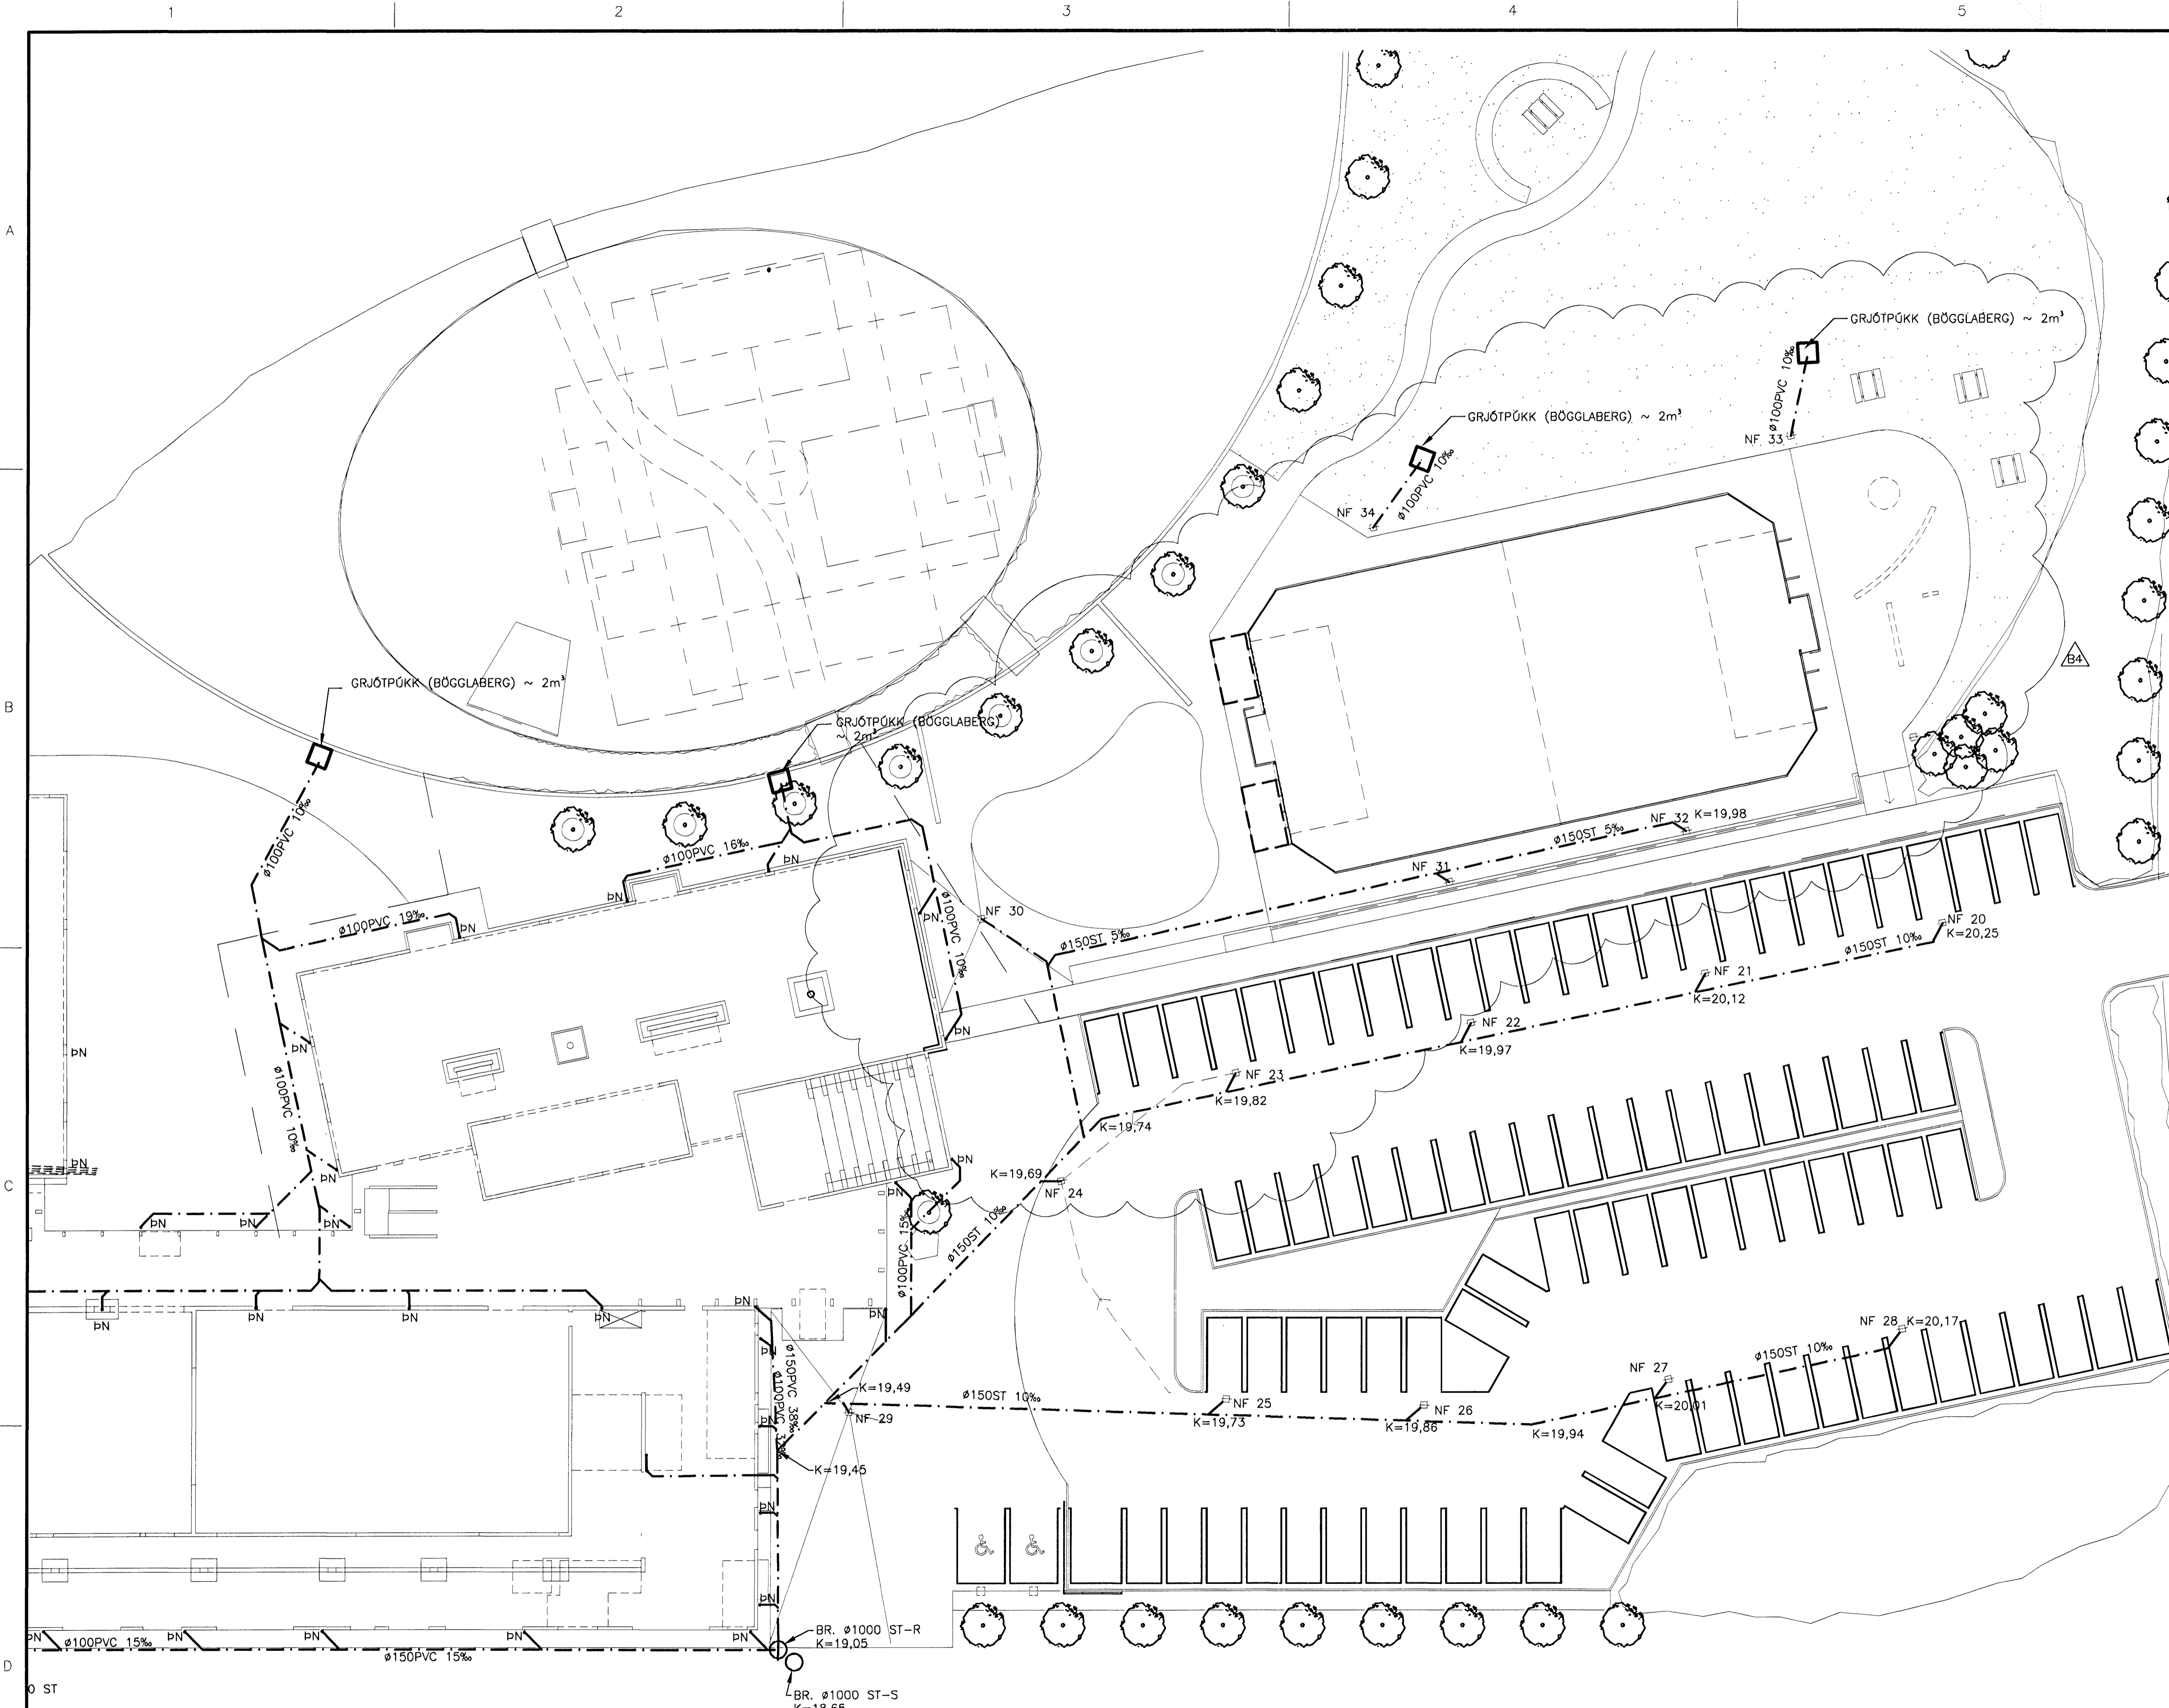 1 2 3 4 5
A
GRJÓTPÚKK (BÖGGLABERG) ~ 2m³
ø100PVC 10‰
NF 33
GRJÓTPÚKK (BÖGGLABERG) ~ 2m³
ø100PVC 10‰
NF 34
B4
B
GRJÓTPÚKK (BÖGGLABERG) ~ 2m³
GRJÓTPÚKK (BÖGGLABERG)
~ 2m³
ø100PVC 10‰
ø100PVC 16‰
ÞN
ÞN
NF 32 K=19,98
ø150ST 5‰
NF 31
ø100PVC 19‰
ÞN
ÞN
ø100PVC 10‰
NF 30
ø150ST 5‰
NF 20
K=20,25
ø150ST 10‰
NF 21
K=20,12
NF 22
K=19,97
NF 23
K=19,82
K=19,74
ÞN
ÞN
ÞN
ø100PVC 10‰
ÞN
C
ÞN
K=19,69
NF 24
ÞN
ÞN
ÞN
ÞN
ø100PVC 15‰
ø150ST 10‰
ÞN
ÞN
ÞN
ÞN
ÞN
ÞN
ÞN
ø150PVC 38‰
ø100PVC
NF 28 K=20,17
ø150ST 10‰
NF 27
K=20,01
K=19,49
ø150ST 10‰
NF 25
K=19,73
NF 26
K=19,86
K=19,94
NF 29
ÞN
K=19,45
ÞN
ÞN
ÞN
ø100PVC 15‰
ÞN
ÞN
ÞN
ÞN
ø150PVC 15‰
BR. ø1000 ST-R
K=19,05
D
0 ST
BR. ø1000 ST-S
K=18,65